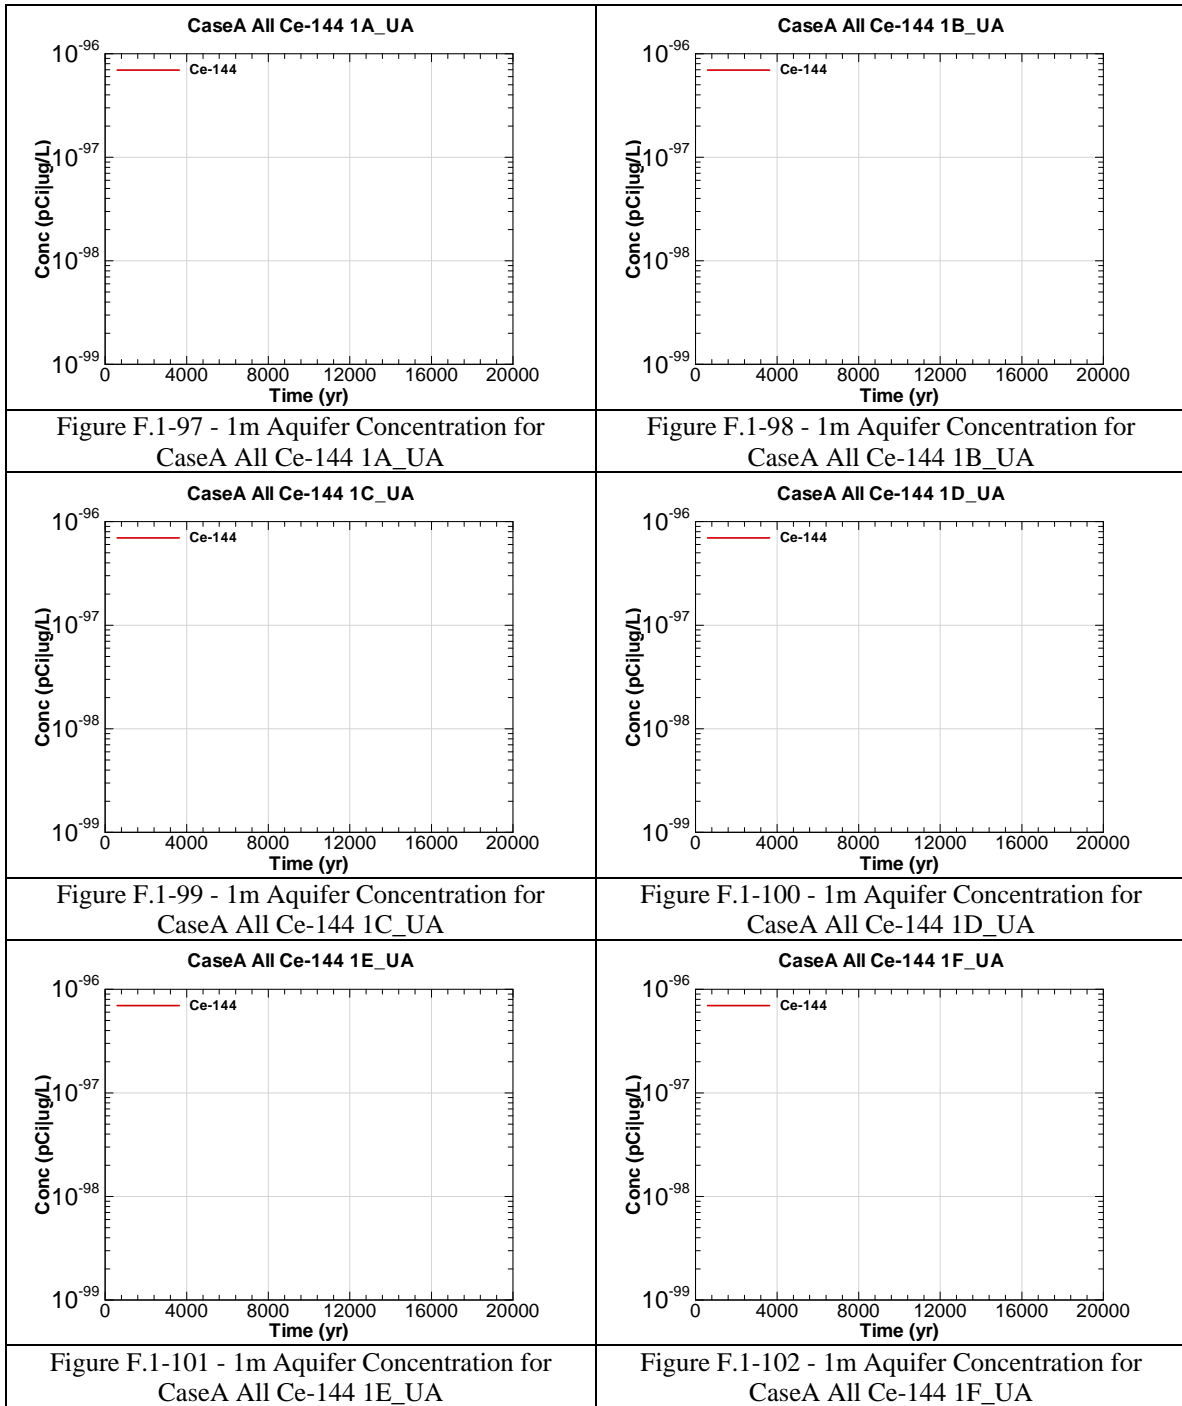 CaseA All Ce-144 1A_UA
10-96
Ce-144
10-97
Conc (pCi|ug/L)
10-98
10-99
0 4000 8000 12000 16000 20000
Time (yr)
Figure F.1-97 - 1m Aquifer Concentration for
CaseA All Ce-144 1A_UA
CaseA All Ce-144 1B_UA
10-96
Ce-144
10-97
Conc (pCi|ug/L)
10-98
10-99
0 4000 8000 12000 16000 20000
Time (yr)
Figure F.1-98 - 1m Aquifer Concentration for
CaseA All Ce-144 1B_UA
CaseA All Ce-144 1C_UA
10-96
Ce-144
10-97
Conc (pCi|ug/L)
10-98
10-99
0 4000 8000 12000 16000 20000
Time (yr)
Figure F.1-99 - 1m Aquifer Concentration for
CaseA All Ce-144 1C_UA
CaseA All Ce-144 1D_UA
10-96
Ce-144
10-97
Conc (pCi|ug/L)
10-98
10-99
0 4000 8000 12000 16000 20000
Time (yr)
Figure F.1-100 - 1m Aquifer Concentration for
CaseA All Ce-144 1D_UA
CaseA All Ce-144 1E_UA
10-96
Ce-144
10-97
Conc (pCi|ug/L)
10-98
10-99
0 4000 8000 12000 16000 20000
Time (yr)
Figure F.1-101 - 1m Aquifer Concentration for
CaseA All Ce-144 1E_UA
CaseA All Ce-144 1F_UA
10-96
Ce-144
10-97
Conc (pCi|ug/L)
10-98
10-99
0 4000 8000 12000 16000 20000
Time (yr)
Figure F.1-102 - 1m Aquifer Concentration for
CaseA All Ce-144 1F_UA